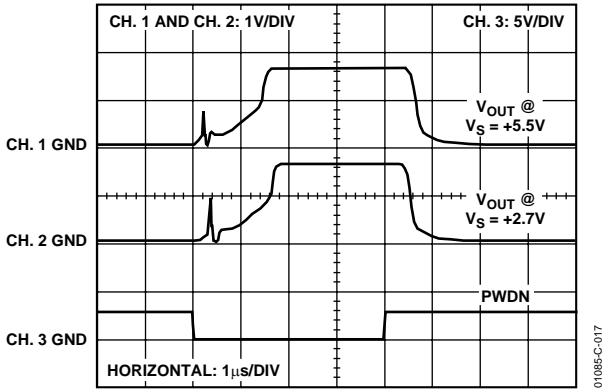 CH. 1 AND CH. 2: 1V/DIV
CH. 3: 5V/DIV
VOUT @
VS = +5.5V
CH. 1 GND
VOUT @
VS = +2.7V
CH. 2 GND
PWDN
CH. 3 GND
HORIZONTAL: 1μs/DIV
01085-C-017